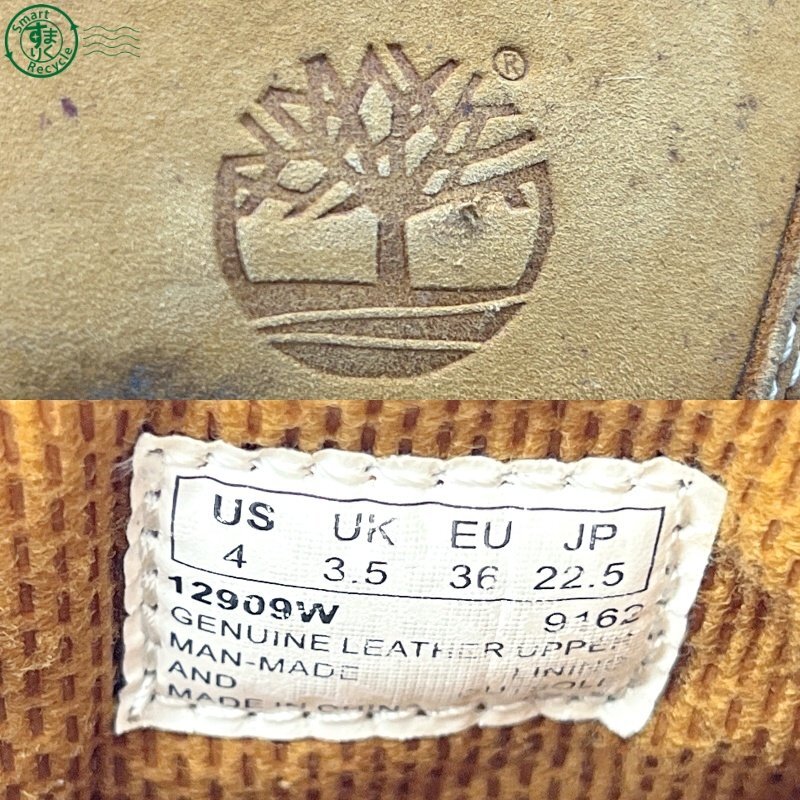 Smart
すまりく
Recycle
®
US UK EU JP
4 3.5 36 22.5
12909W 9162
GENUINE LEATHER UPPER
MAN-MADE LINING
AND
MADE IN CHINA